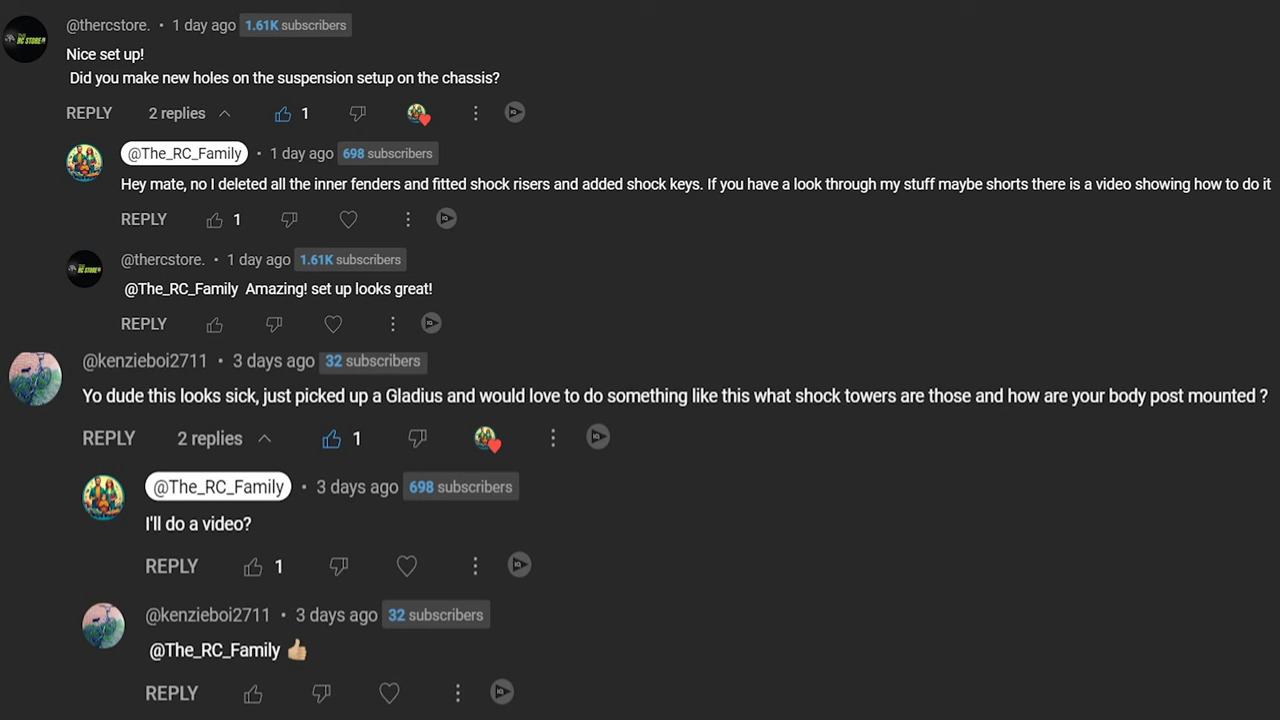 @thercstore. • 1 day ago 1.61K subscribers
Nice set up!
Did you make new holes on the suspension setup on the chassis?
REPLY 2 replies 1
@The_RC_Family • 1 day ago 698 subscribers
Hey mate, no I deleted all the inner fenders and fitted shock risers and added shock keys. If you have a look through my stuff maybe shorts there is a video showing how to do it
REPLY 1
@thercstore. • 1 day ago 1.61K subscribers
@The_RC_Family Amazing! set up looks great!
REPLY
@kenzieboi2711 • 3 days ago 32 subscribers
Yo dude this looks sick, just picked up a Gladius and would love to do something like this what shock towers are those and how are your body post mounted ?
REPLY 2 replies 1
@The_RC_Family • 3 days ago 698 subscribers
I'll do a video?
REPLY 1
@kenzieboi2711 • 3 days ago 32 subscribers
@The_RC_Family 👍🏼
REPLY